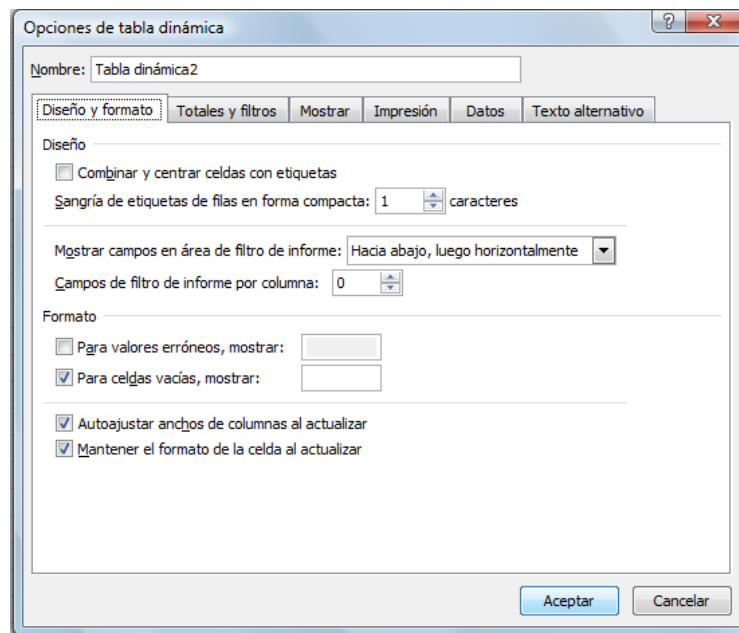 Opciones de tabla dinámica
Nombre: Tabla dinámica2
Diseño y formato Totales y filtros Mostrar Impresión Datos Texto alternativo
Diseño
Combinar y centrar celdas con etiquetas
Sangría de etiquetas de filas en forma compacta: 1 caracteres
Mostrar campos en área de filtro de informe: Hacia abajo, luego horizontalmente
Campos de filtro de informe por columna: 0
Formato
Para valores erróneos, mostrar:
Para celdas vacías, mostrar:
Autoajustar anchos de columnas al actualizar
Mantener el formato de la celda al actualizar
Aceptar Cancelar